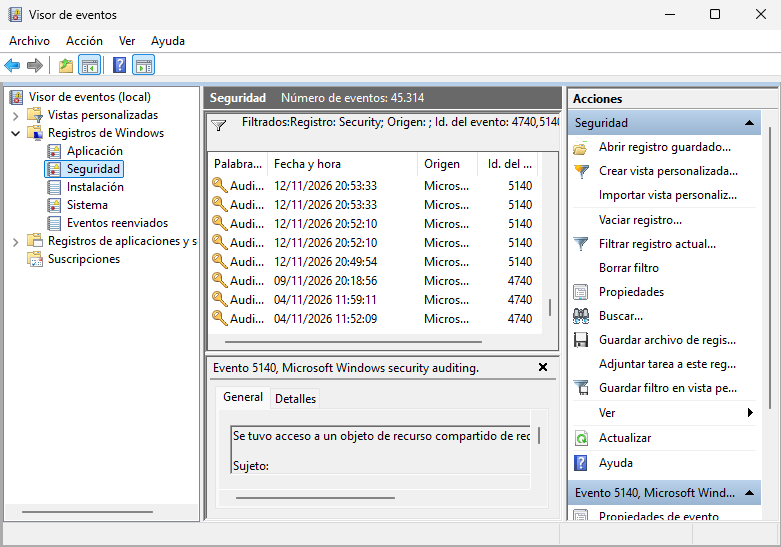 Visor de eventos
Archivo Acción Ver Ayuda
Visor de eventos (local)
Vistas personalizadas
Registros de Windows
Aplicación
Seguridad
Instalación
Sistema
Eventos reenviados
Registros de aplicaciones y s
Suscripciones
Seguridad Número de eventos: 45.314
Filtrados:Registro: Security; Origen: ; Id. del evento: 4740,5140
Palabra... Fecha y hora Origen Id. del ...
Audi... 12/11/2026 20:53:33 Micros... 5140
Audi... 12/11/2026 20:53:33 Micros... 5140
Audi... 12/11/2026 20:52:10 Micros... 5140
Audi... 12/11/2026 20:52:10 Micros... 5140
Audi... 12/11/2026 20:49:54 Micros... 5140
Audi... 09/11/2026 20:18:56 Micros... 4740
Audi... 04/11/2026 11:59:11 Micros... 4740
Audi... 04/11/2026 11:52:09 Micros... 4740
Evento 5140, Microsoft Windows security auditing.
General Detalles
Se tuvo acceso a un objeto de recurso compartido de red
Sujeto:
Acciones
Seguridad
Abrir registro guardado...
Crear vista personalizada...
Importar vista personaliz...
Vaciar registro...
Filtrar registro actual...
Borrar filtro
Propiedades
Buscar...
Guardar archivo de regis...
Adjuntar tarea a este reg...
Guardar filtro en vista pe...
Ver
Actualizar
Ayuda
Evento 5140, Microsoft Wind...
Propiedades de evento